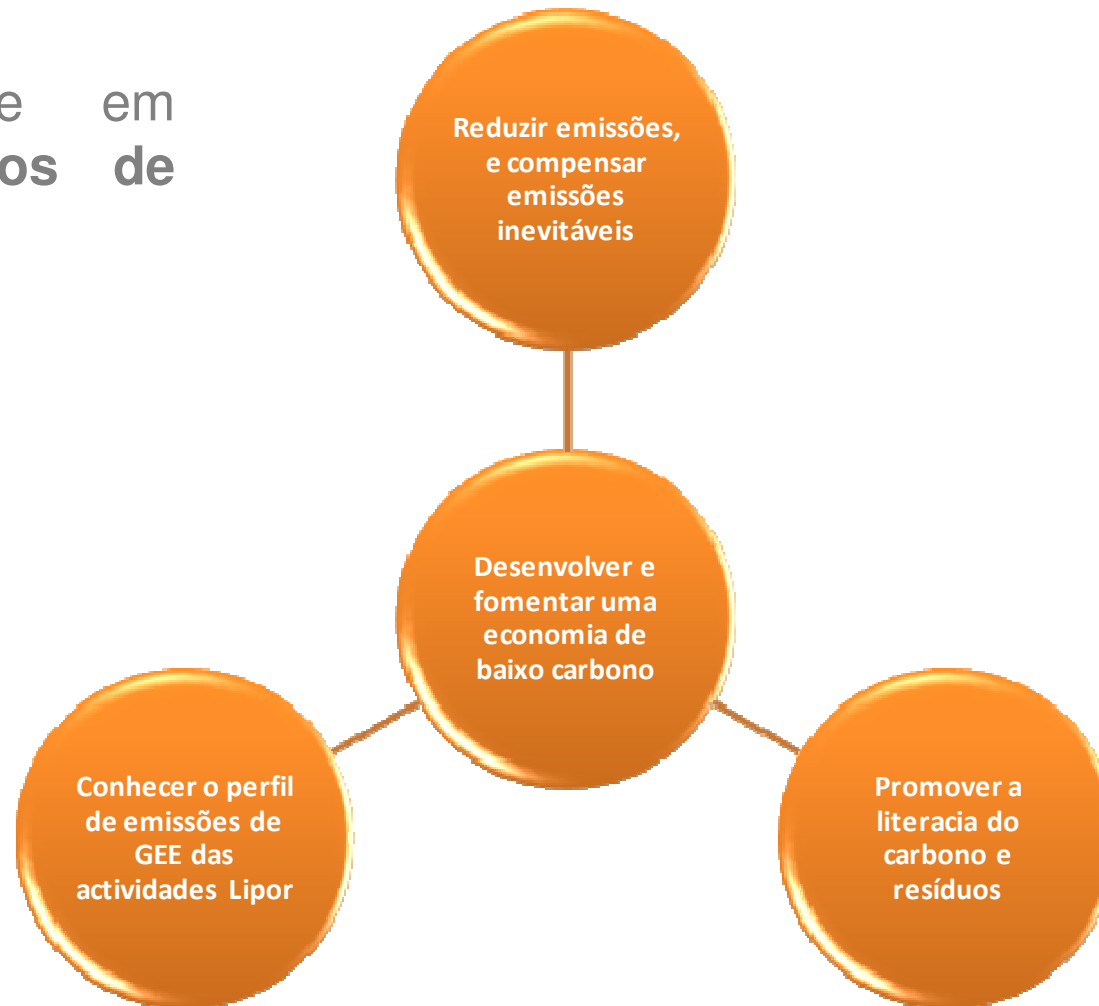 e em
os de
Reduzir emissões,
e compensar
emissões
inevitáveis
Desenvolver e
fomentar uma
economia de
baixo carbono
Conhecer o perfil
de emissões de
GEE das
actividades Lipor
Promover a
literacia do
carbono e
resíduos